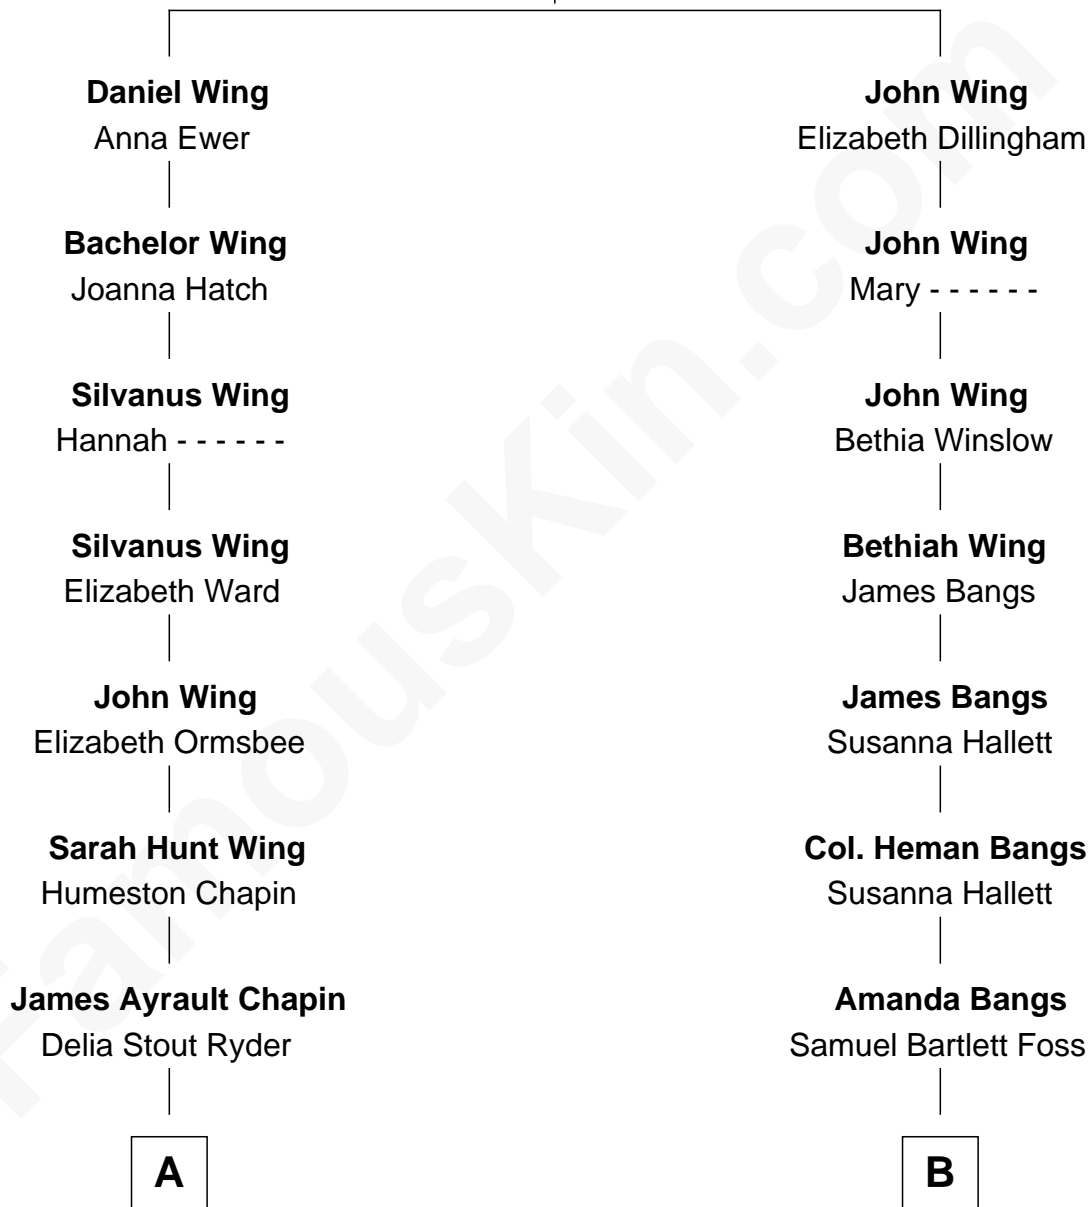 Daniel Wing
Anna Ewer
Bachelor Wing
Joanna Hatch
Silvanus Wing
Hannah - - - - - -
Silvanus Wing
Elizabeth Ward
John Wing
Elizabeth Ormsbee
Sarah Hunt Wing
Humeston Chapin
James Ayrault Chapin
Delia Stout Ryder
A
John Wing
Elizabeth Dillingham
John Wing
Mary - - - - - -
John Wing
Bethia Winslow
Bethiah Wing
James Bangs
James Bangs
Susanna Hallett
Col. Heman Bangs
Susanna Hallett
Amanda Bangs
Samuel Bartlett Foss
B
FamousKin.com